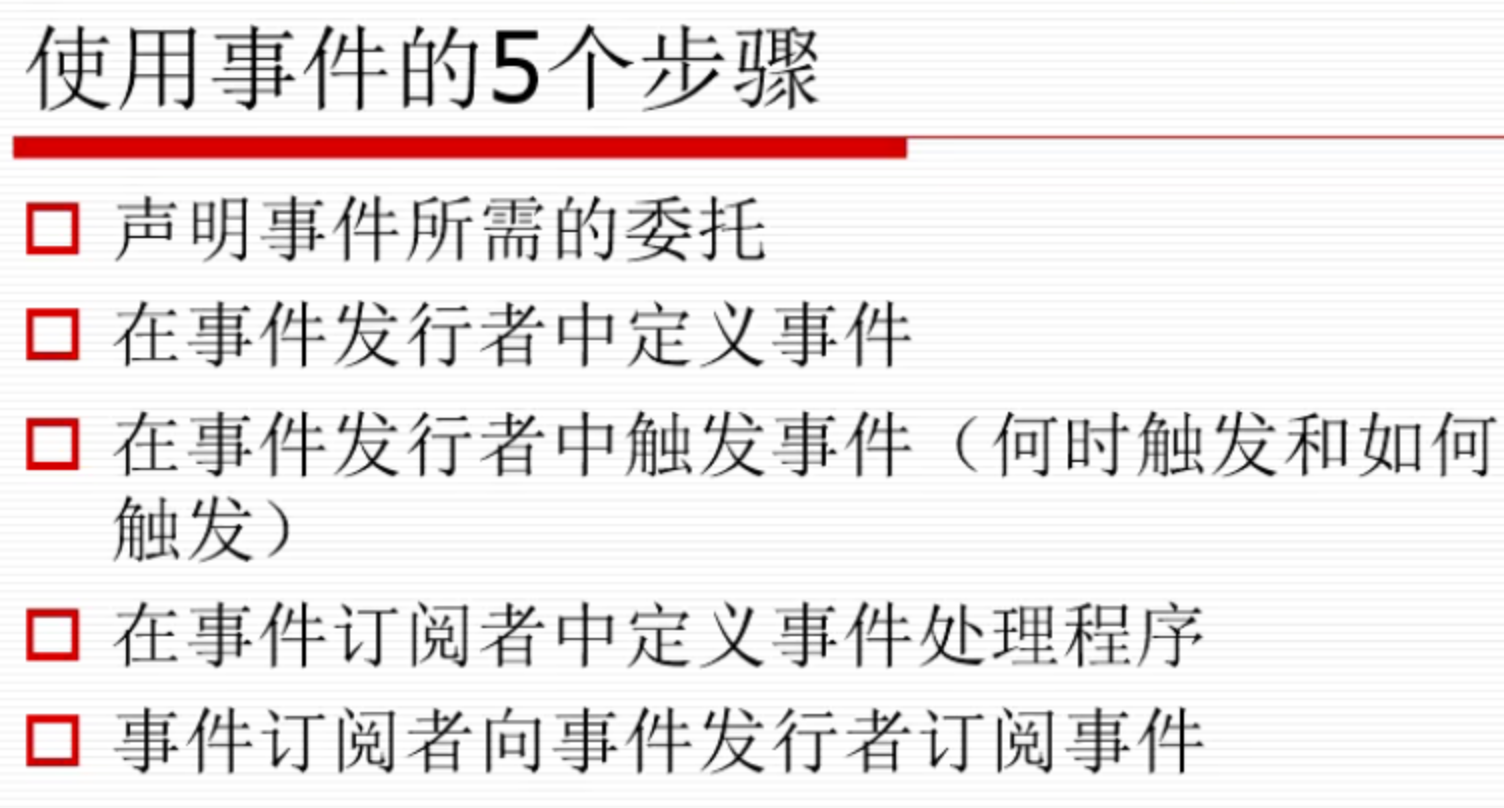 使用事件的5个步骤
声明事件所需的委托
在事件发行者中定义事件
在事件发行者中触发事件（何时触发和如何
触发）
在事件订阅者中定义事件处理程序
事件订阅者向事件发行者订阅事件